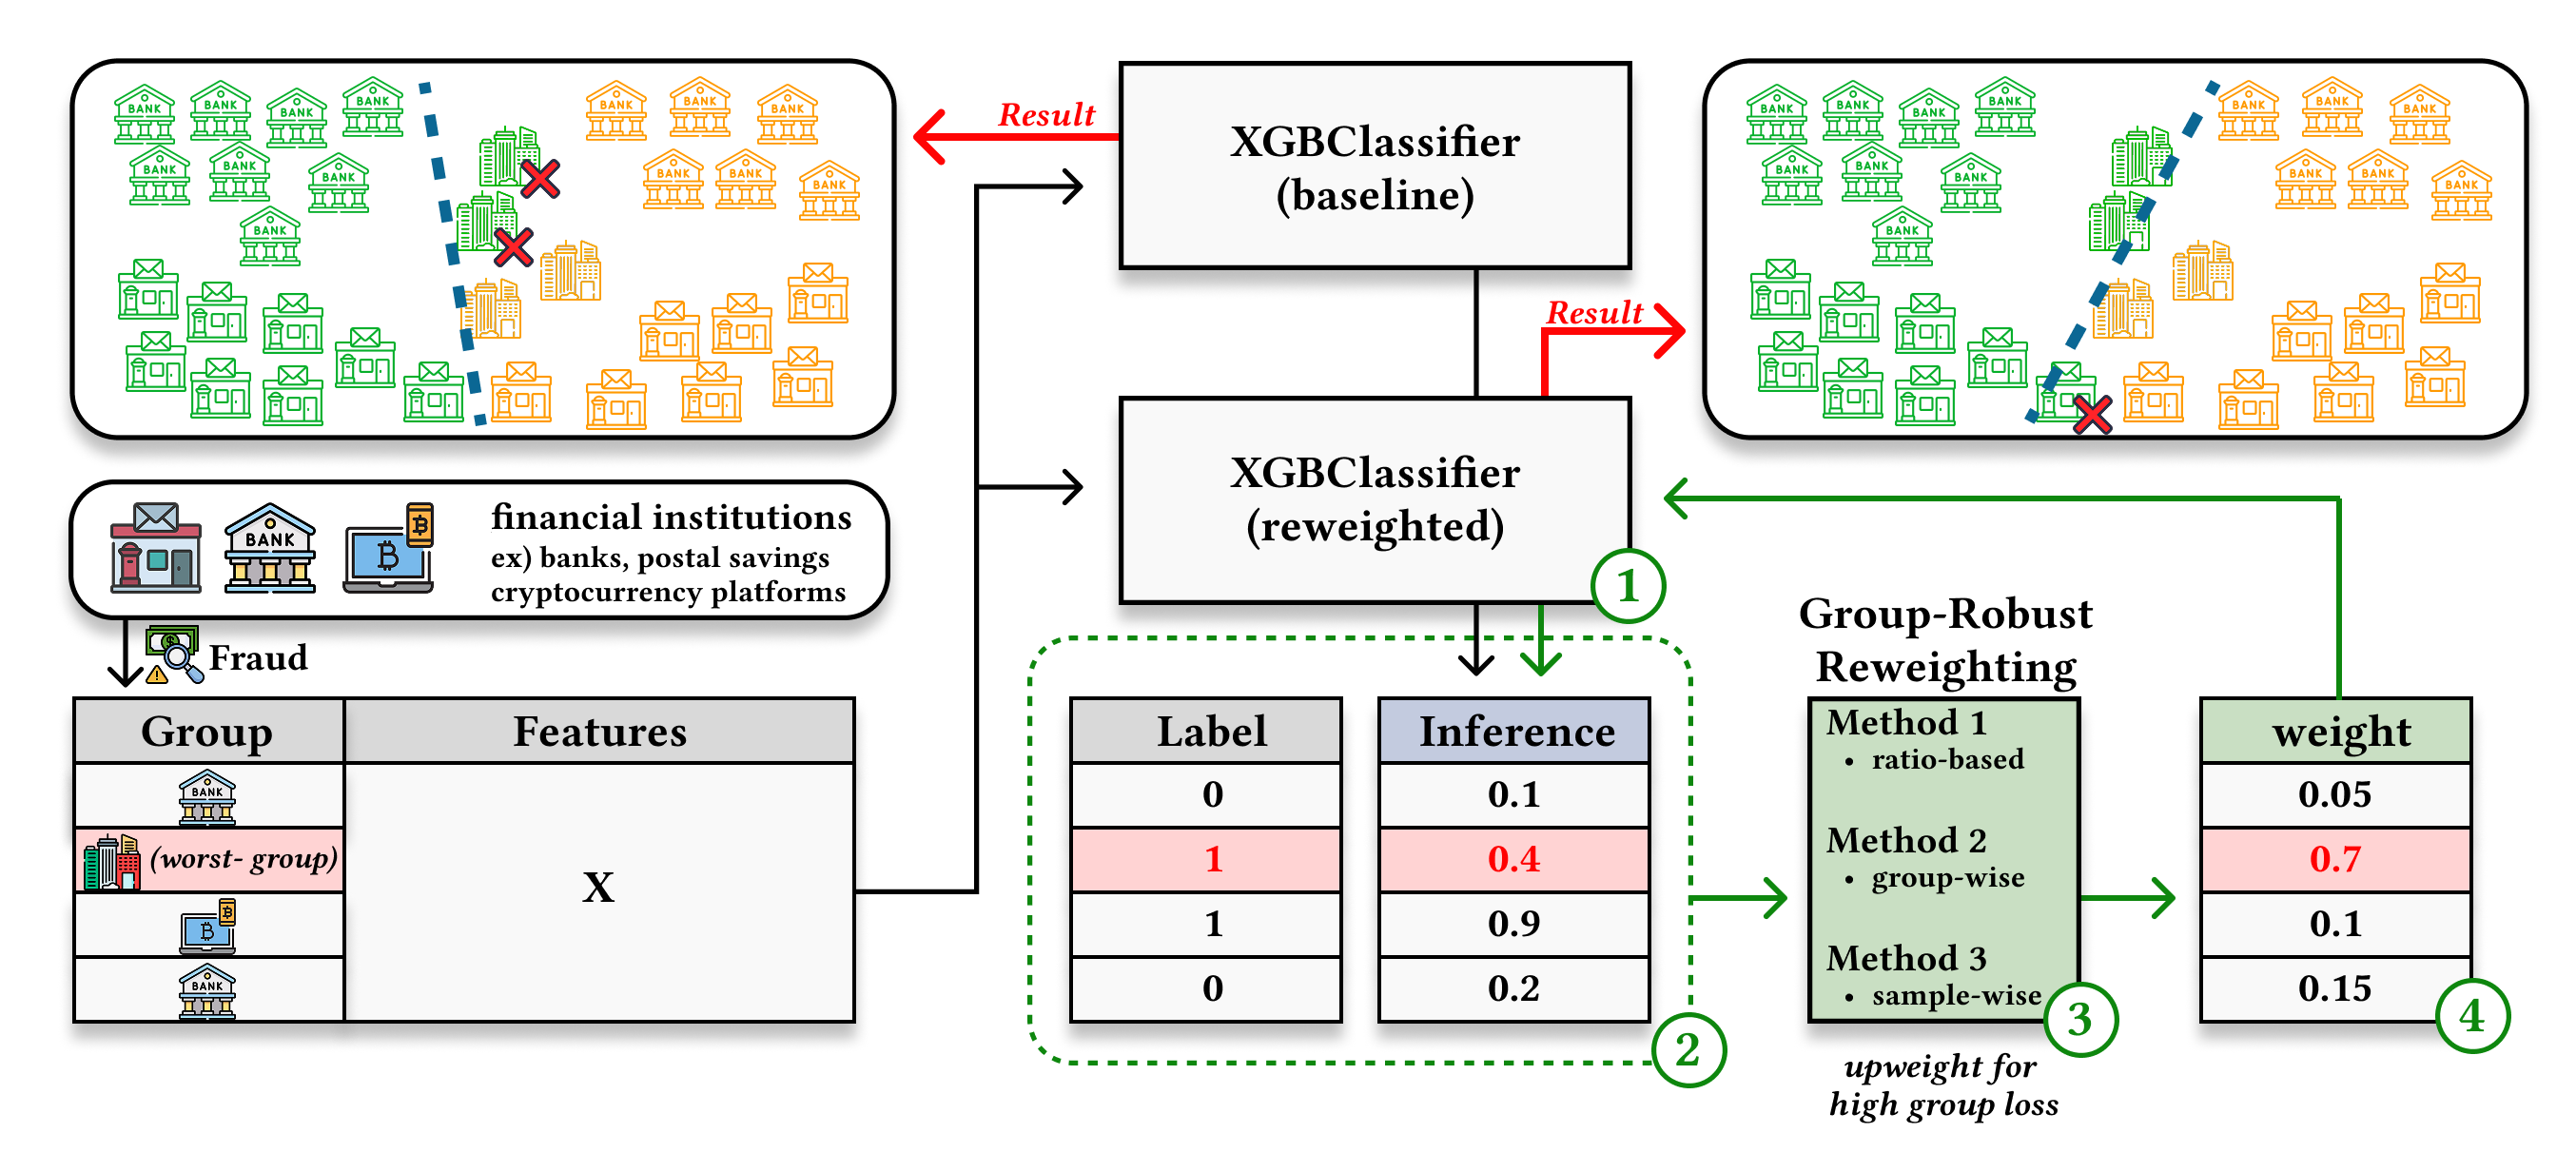 BANK BANK BANK BANK BANK BANK BANK
BANK BANK BANK BANK BANK BANK
BANK
Result
XGBClassifier
(baseline)
BANK BANK BANK BANK BANK BANK BANK
BANK BANK BANK BANK BANK BANK
BANK
Result
XGBClassifier
(reweighted)
1
BANK
financial institutions
ex) banks, postal savings
cryptocurrency platforms
Fraud
Group Features
BANK
(worst- group)
X
BANK
Label Inference
0 0.1
1 0.4
1 0.9
0 0.2
2
Group-Robust
Reweighting
Method 1
• ratio-based
Method 2
• group-wise
Method 3
• sample-wise
3
upweight for
high group loss
weight
0.05
0.7
0.1
0.15
4